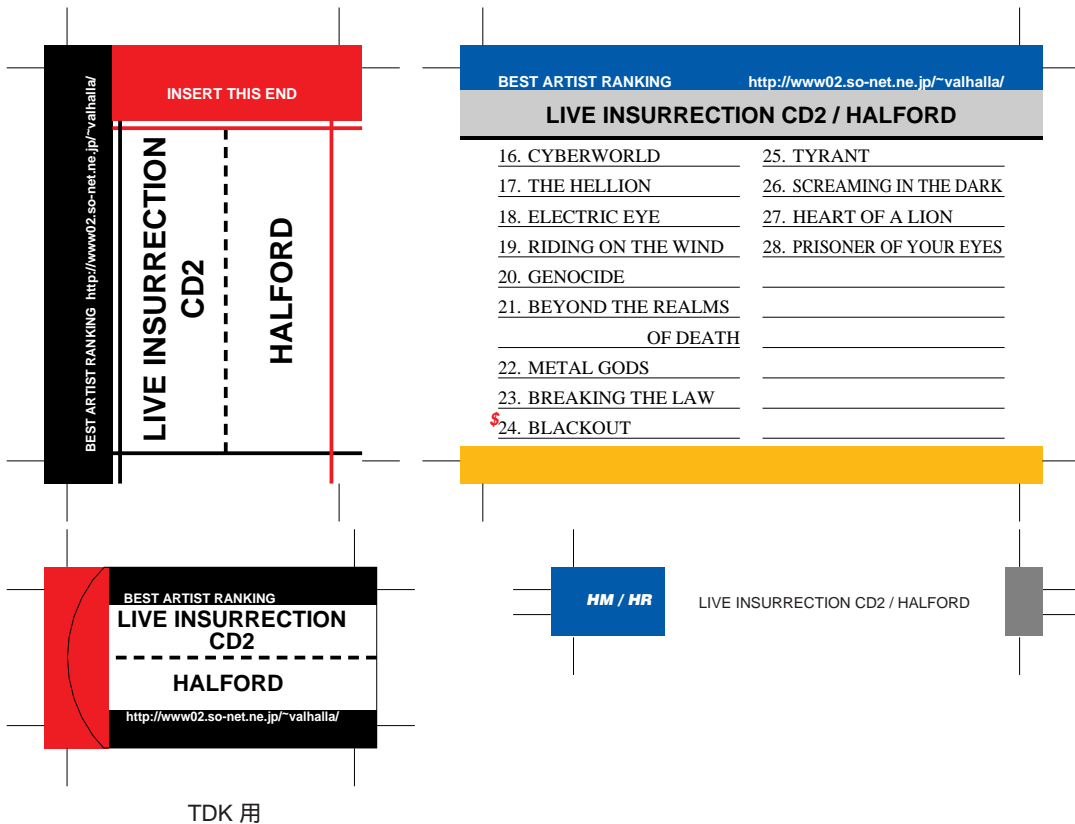 BEST ARTIST RANKING  http://www02.so-net.ne.jp/~valhalla/
INSERT THIS END
LIVE INSURRECTION
CD2
HALFORD
BEST ARTIST RANKING
http://www02.so-net.ne.jp/~valhalla/
LIVE INSURRECTION CD2 / HALFORD
16. CYBERWORLD
17. THE HELLION
18. ELECTRIC EYE
19. RIDING ON THE WIND
20. GENOCIDE
21. BEYOND THE REALMS
OF DEATH
22. METAL GODS
23. BREAKING THE LAW
$
24. BLACKOUT
25. TYRANT
26. SCREAMING IN THE DARK
27. HEART OF A LION
28. PRISONER OF YOUR EYES
BEST ARTIST RANKING
LIVE INSURRECTION
CD2
HALFORD
http://www02.so-net.ne.jp/~valhalla/
TDK 用
HM / HR
LIVE INSURRECTION CD2 / HALFORD